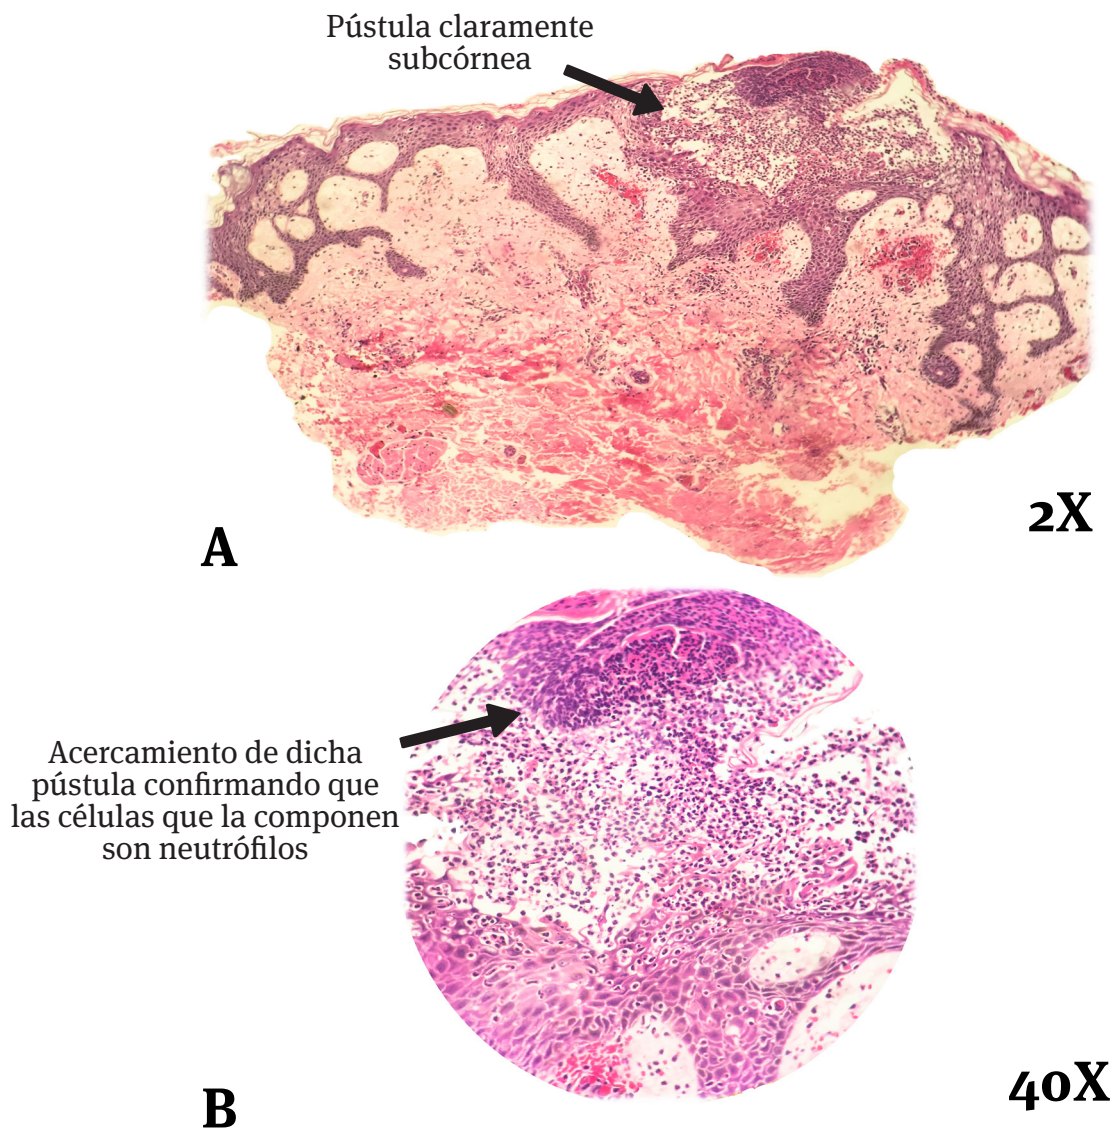 Pústula claramente
subcórnea
2X
A
Acercamiento de dicha
pústula confirmando que
las células que la componen
son neutrófilos
40X
B